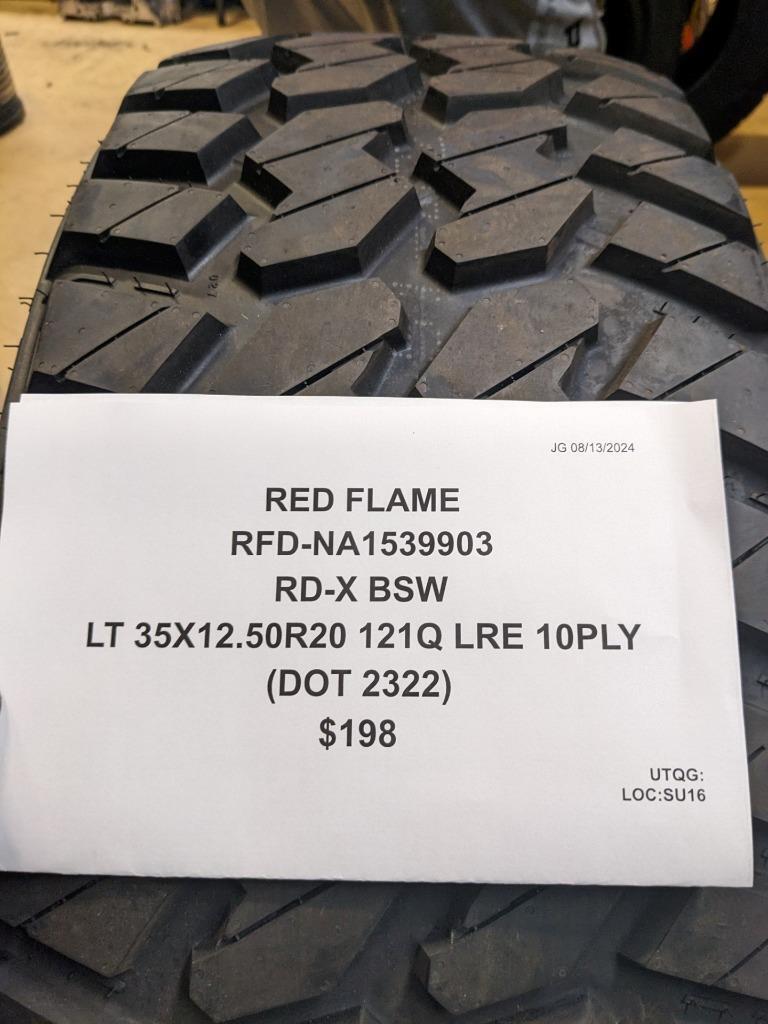 JG 08/13/2024
RED FLAME
RFD-NA1539903
RD-X BSW
LT 35X12.50R20 121Q LRE 10PLY
(DOT 2322)
$198
UTQG:
LOC:SU16